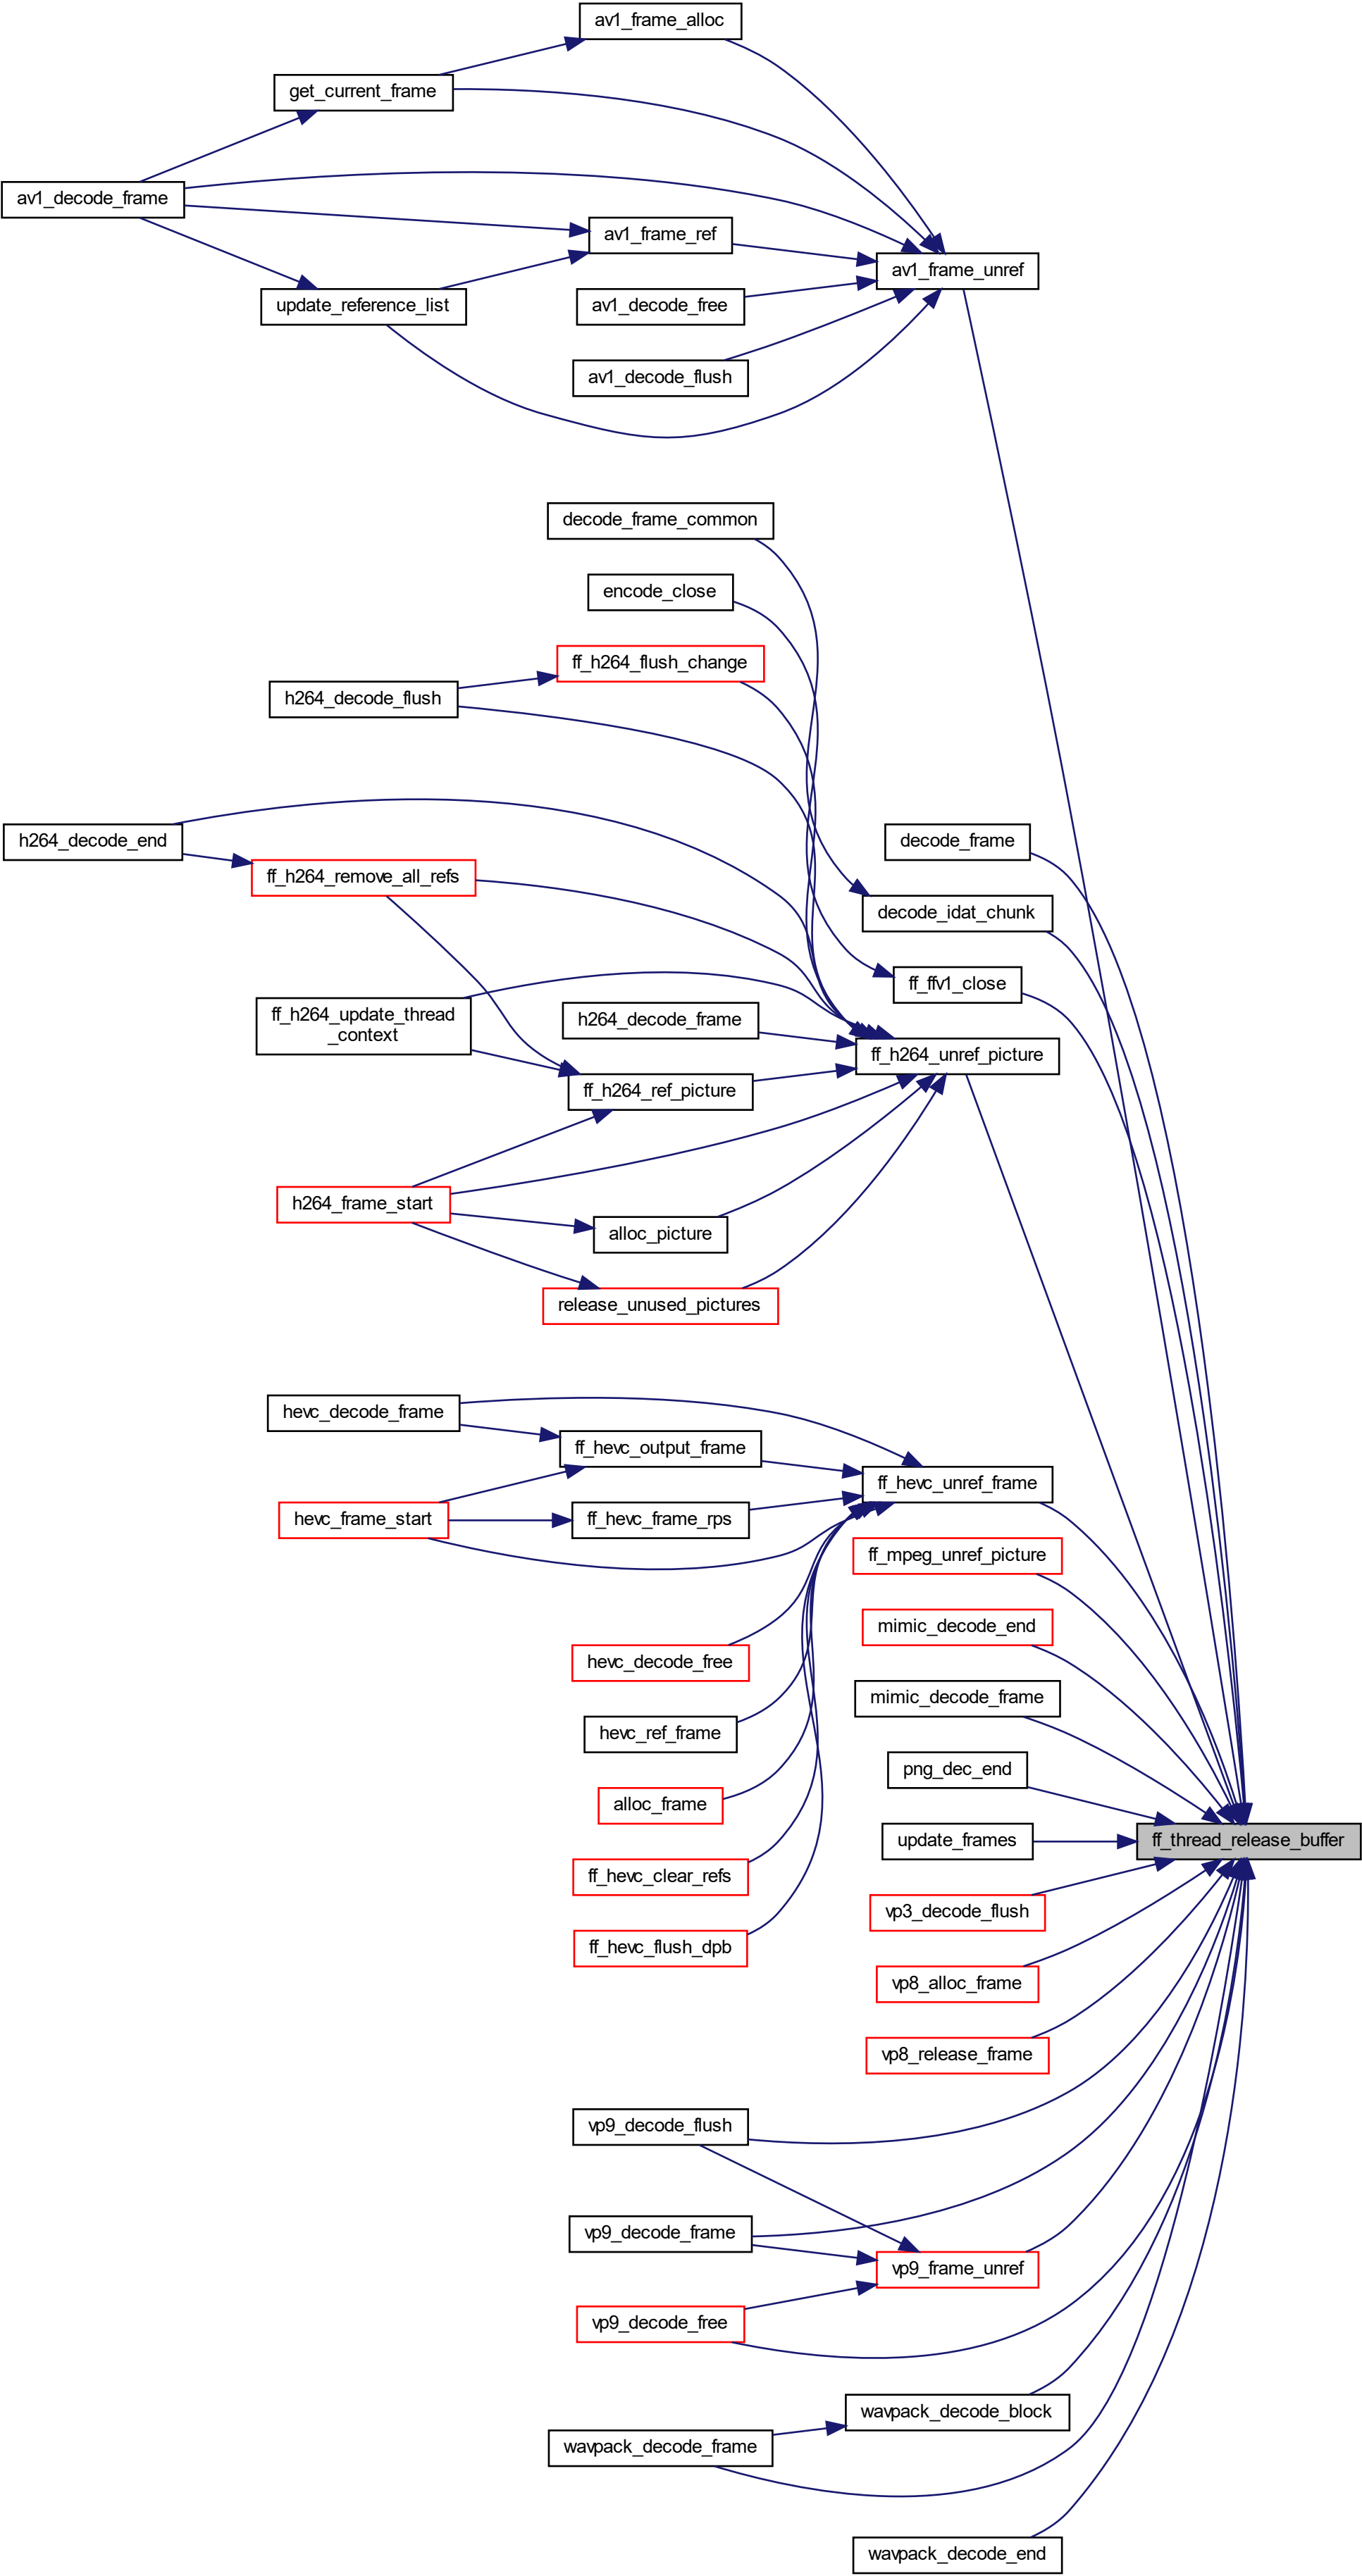 av1_frame_alloc
get_current_frame
av1_decode_frame
av1_frame_ref
av1_frame_unref
update_reference_list
av1_decode_free
av1_decode_flush
decode_frame_common
encode_close
ff_h264_flush_change
h264_decode_flush
h264_decode_end
decode_frame
ff_h264_remove_all_refs
decode_idat_chunk
ff_ffv1_close
ff_h264_update_thread
_context
h264_decode_frame
ff_h264_unref_picture
ff_h264_ref_picture
h264_frame_start
alloc_picture
release_unused_pictures
hevc_decode_frame
ff_hevc_output_frame
ff_hevc_unref_frame
hevc_frame_start
ff_hevc_frame_rps
ff_mpeg_unref_picture
mimic_decode_end
hevc_decode_free
mimic_decode_frame
hevc_ref_frame
png_dec_end
alloc_frame
update_frames
ff_thread_release_buffer
ff_hevc_clear_refs
vp3_decode_flush
ff_hevc_flush_dpb
vp8_alloc_frame
vp8_release_frame
vp9_decode_flush
vp9_decode_frame
vp9_frame_unref
vp9_decode_free
wavpack_decode_block
wavpack_decode_frame
wavpack_decode_end